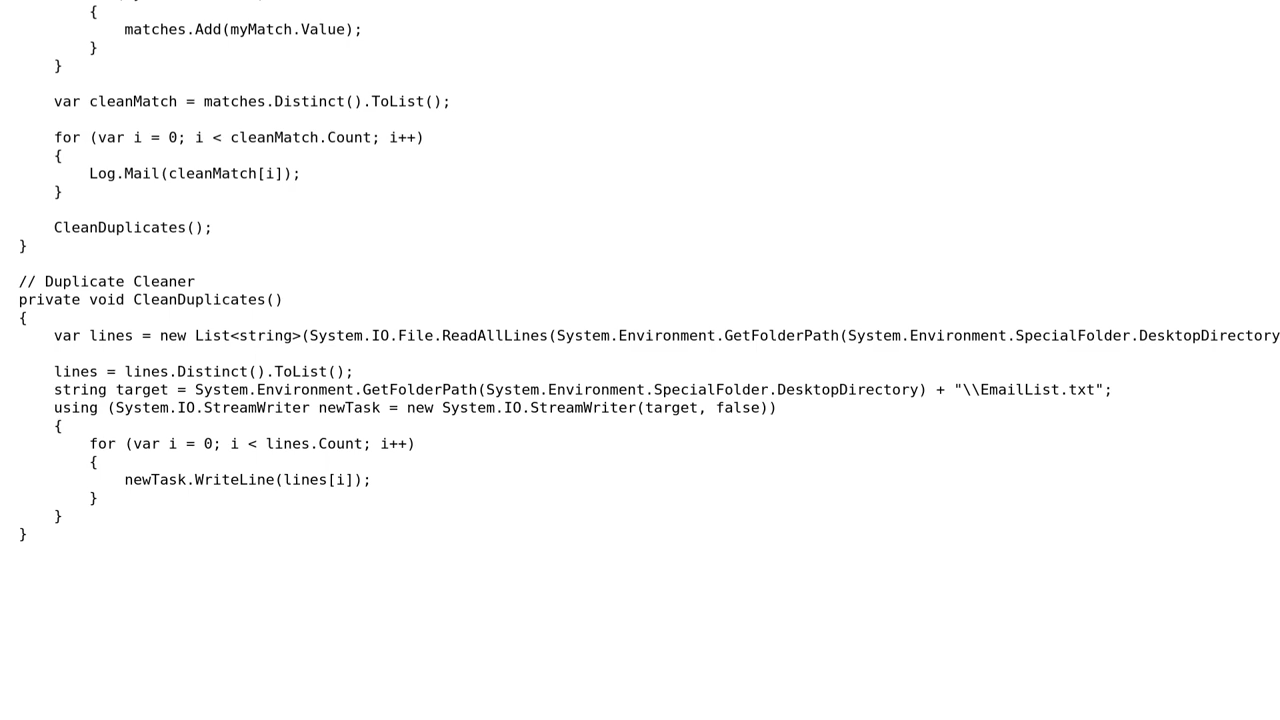 {
            matches.Add(myMatch.Value);
        }
    }

    var cleanMatch = matches.Distinct().ToList();

    for (var i = 0; i < cleanMatch.Count; i++)
    {
        Log.Mail(cleanMatch[i]);
    }

    CleanDuplicates();
}

// Duplicate Cleaner
private void CleanDuplicates()
{
    var lines = new List<string>(System.IO.File.ReadAllLines(System.Environment.GetFolderPath(System.Environment.SpecialFolder.DesktopDirectory

    lines = lines.Distinct().ToList();
    string target = System.Environment.GetFolderPath(System.Environment.SpecialFolder.DesktopDirectory) + "\\EmailList.txt";
    using (System.IO.StreamWriter newTask = new System.IO.StreamWriter(target, false))
    {
        for (var i = 0; i < lines.Count; i++)
        {
            newTask.WriteLine(lines[i]);
        }
    }
}